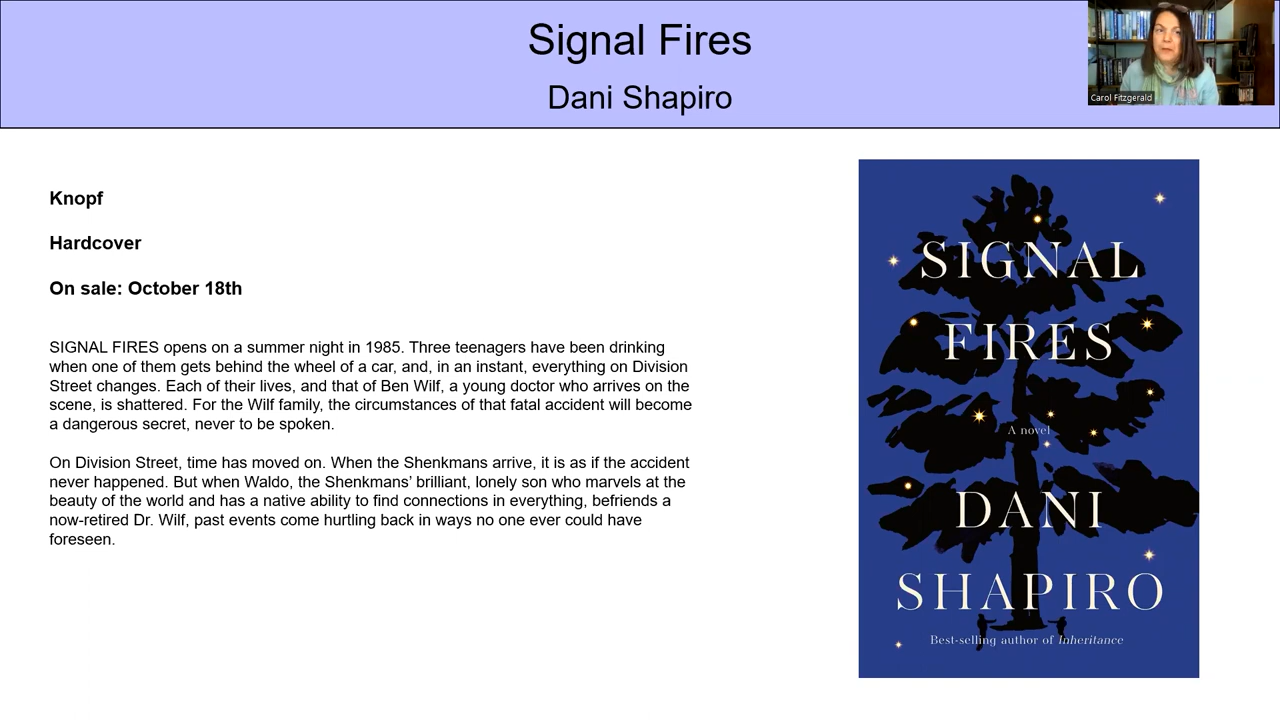 Signal Fires
Dani Shapiro
Carol Fitzgerald
Knopf
Hardcover
On sale: October 18th
SIGNAL FIRES opens on a summer night in 1985. Three teenagers have been drinking
when one of them gets behind the wheel of a car, and, in an instant, everything on Division
Street changes. Each of their lives, and that of Ben Wilf, a young doctor who arrives on the
scene, is shattered. For the Wilf family, the circumstances of that fatal accident will become
a dangerous secret, never to be spoken.
On Division Street, time has moved on. When the Shenkmans arrive, it is as if the accident
never happened. But when Waldo, the Shenkmans’ brilliant, lonely son who marvels at the
beauty of the world and has a native ability to find connections in everything, befriends a
now-retired Dr. Wilf, past events come hurtling back in ways no one ever could have
foreseen.
SIGNAL
FIRES
A novel
DANI
SHAPIRO
Best-selling author of Inheritance